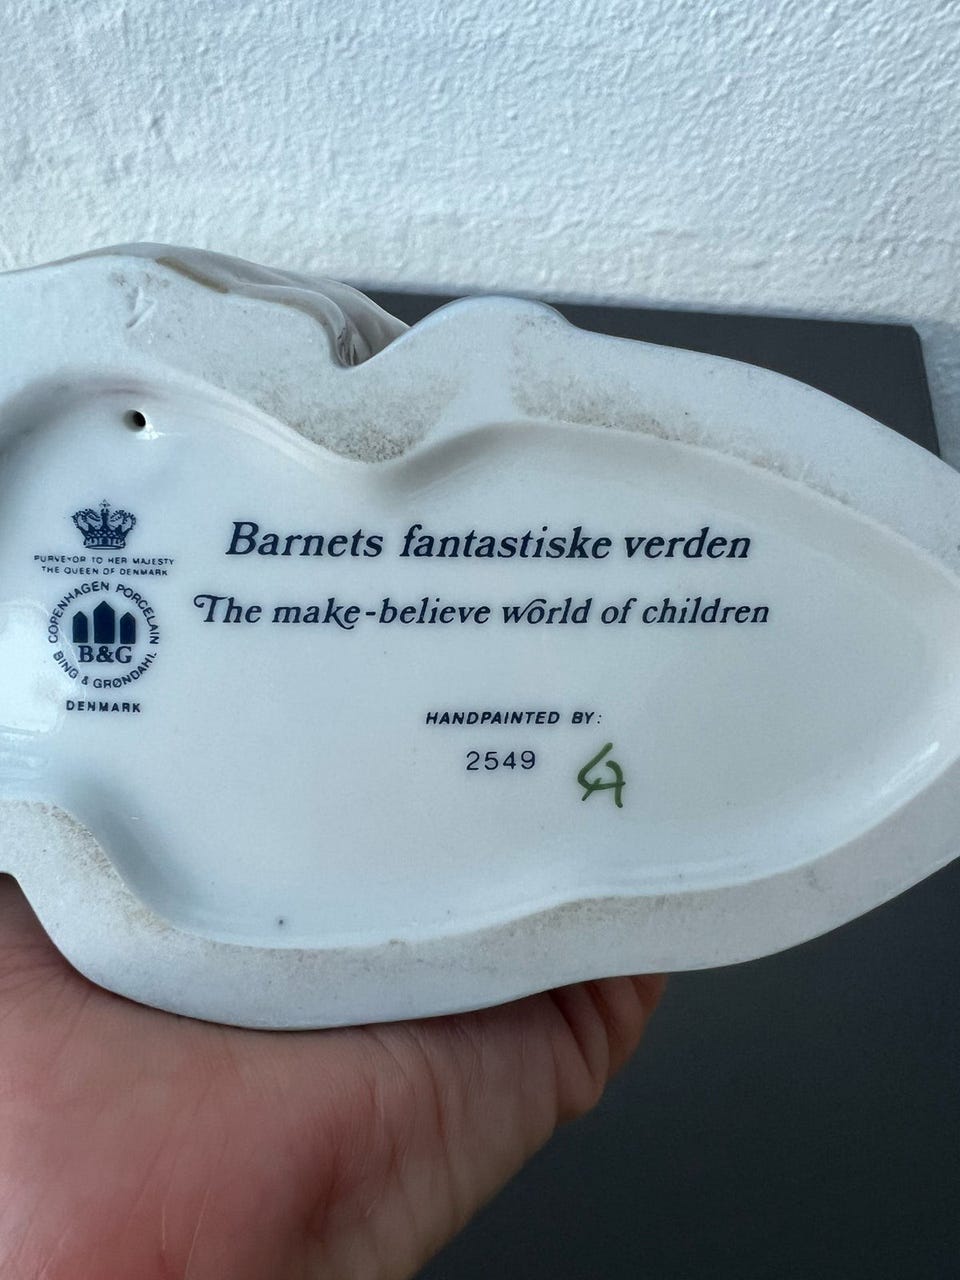 PURVEYOR TO HER MAJESTY
THE QUEEN OF DENMARK
COPENHAGEN PORCELAIN
B&G
BING & GRØNDAHL
DENMARK
Barnets fantastiske verden
The make-believe world of children
HANDPAINTED BY:
2549